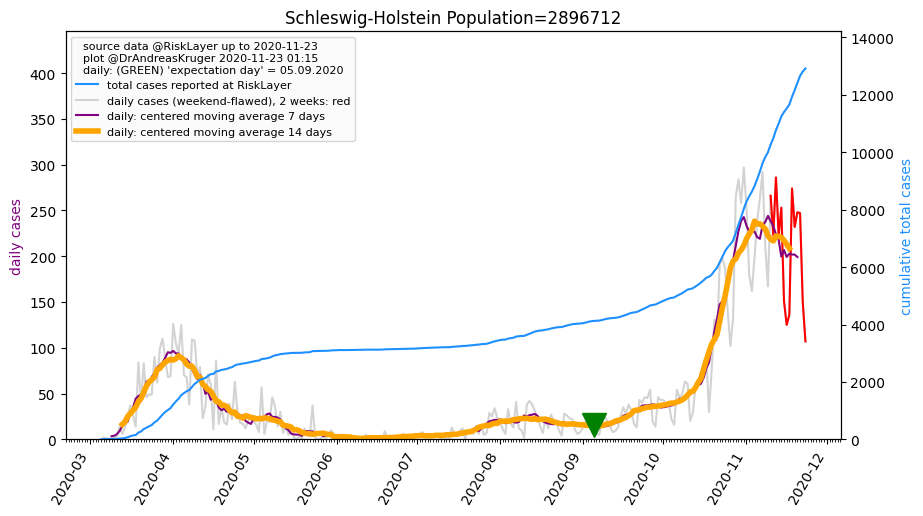 Schleswig-Holstein Population=2896712
source data @RiskLayer up to 2020-11-23
plot @DrAndreasKruger 2020-11-23 01:15
daily: (GREEN) 'expectation day' = 05.09.2020
total cases reported at RiskLayer
daily cases (weekend-flawed), 2 weeks: red
daily: centered moving average 7 days
daily: centered moving average 14 days
daily cases
400
350
300
250
200
150
100
50
0
14000
12000
10000
8000
6000
4000
2000
0
cumulative total cases
2020-03
2020-04
2020-05
2020-06
2020-07
2020-08
2020-09
2020-10
2020-11
2020-12